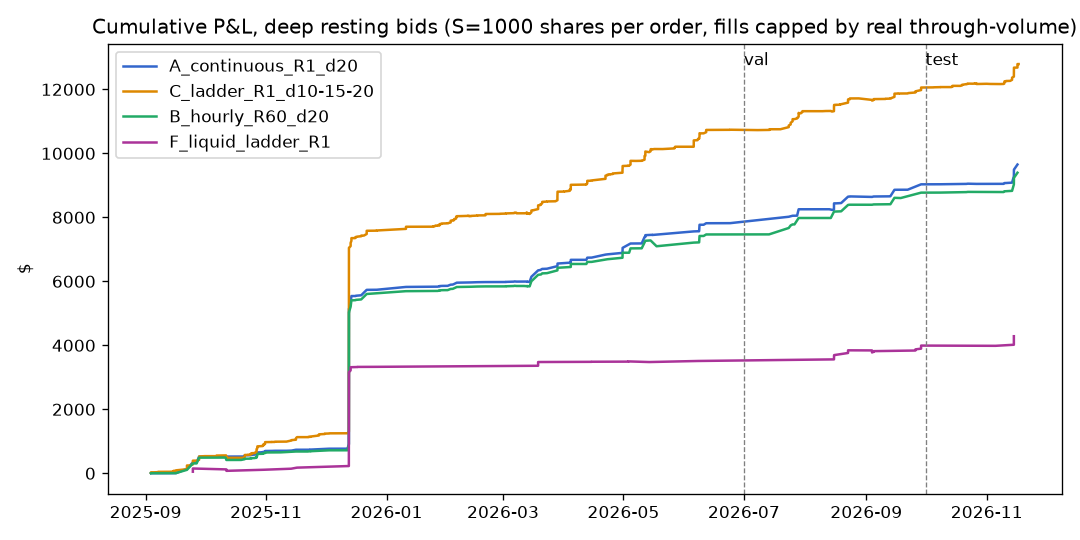 Cumulative P&L, deep resting bids (S=1000 shares per order, fills capped by real through-volume)
A_continuous_R1_d20
C_ladder_R1_d10-15-20
B_hourly_R60_d20
F_liquid_ladder_R1
val
test
12000
10000
8000
6000
4000
2000
0
$
2025-09
2025-11
2026-01
2026-03
2026-05
2026-07
2026-09
2026-11